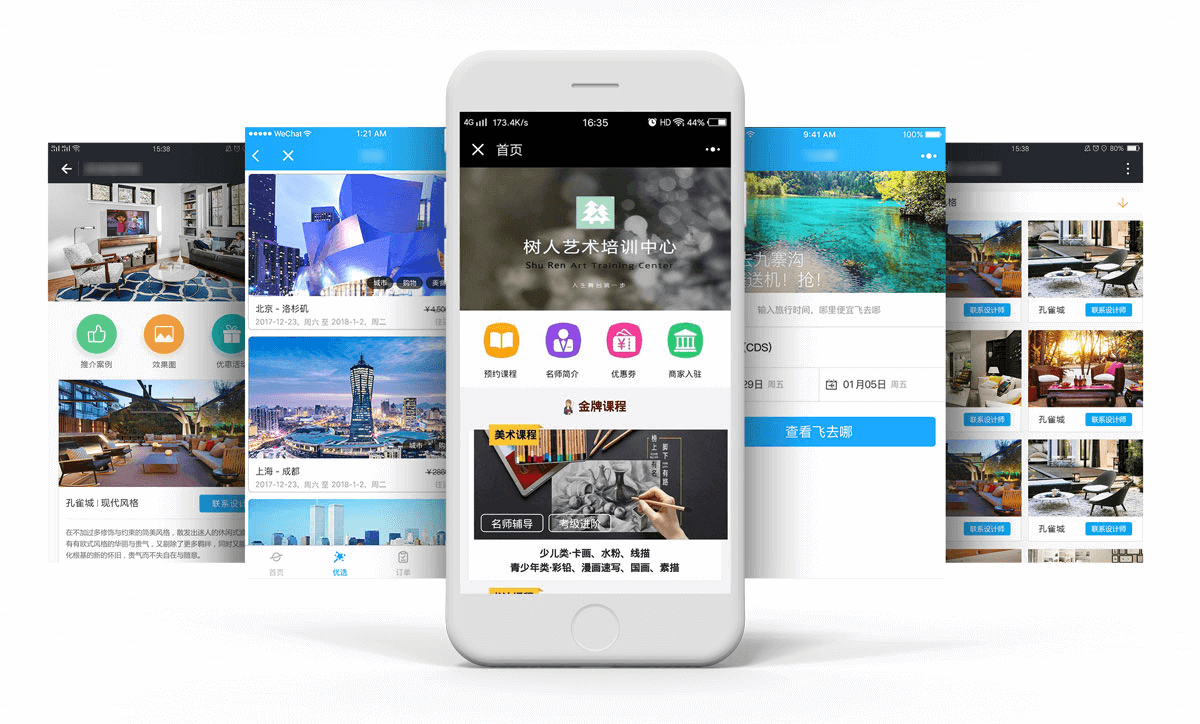 15:38
推介案例
效果图
优惠活动
孔雀城 | 现代风格
联系设计
在不加过多修饰与约束的简美风格，散发出迷人的休闲式
有有欧式风格的华丽与贵气，又剔除了更多羁绊，同时又
化根基的新的怀旧，贵气而不失自在与随意。
WeChat
1:21 AM
城市
购物
美食
北京 - 洛杉矶
¥4,50
2017-12-23，周六 至 2018-1-2，周二
往
城市
购
上海 - 成都
¥286
2017-12-23，周六 至 2018-1-2，周二
往
首页
优选
订单
4G
173.4K/s
16:35
HD
44%
首页
树人艺术培训中心
Shu Ren Art Training Center
人生舞台第一步
预约课程
名师简介
优惠券
商家入驻
金牌课程
美术课程
榜上有名
脚下有路
名师辅导
考级进阶
少儿类·卡画、水粉、线描
青少年类·彩铅、漫画速写、国画、素描
9:41 AM
100%
九寨沟
送机！抢！
输入旅行时间，哪里便宜飞去哪
(CDS)
29日 周五
01月05日 周五
查看飞去哪
15:38
80%
格
联系设计师
孔雀城
联系设计师
联系设计师
孔雀城
联系设计师
联系设计师
孔雀城
联系设计师